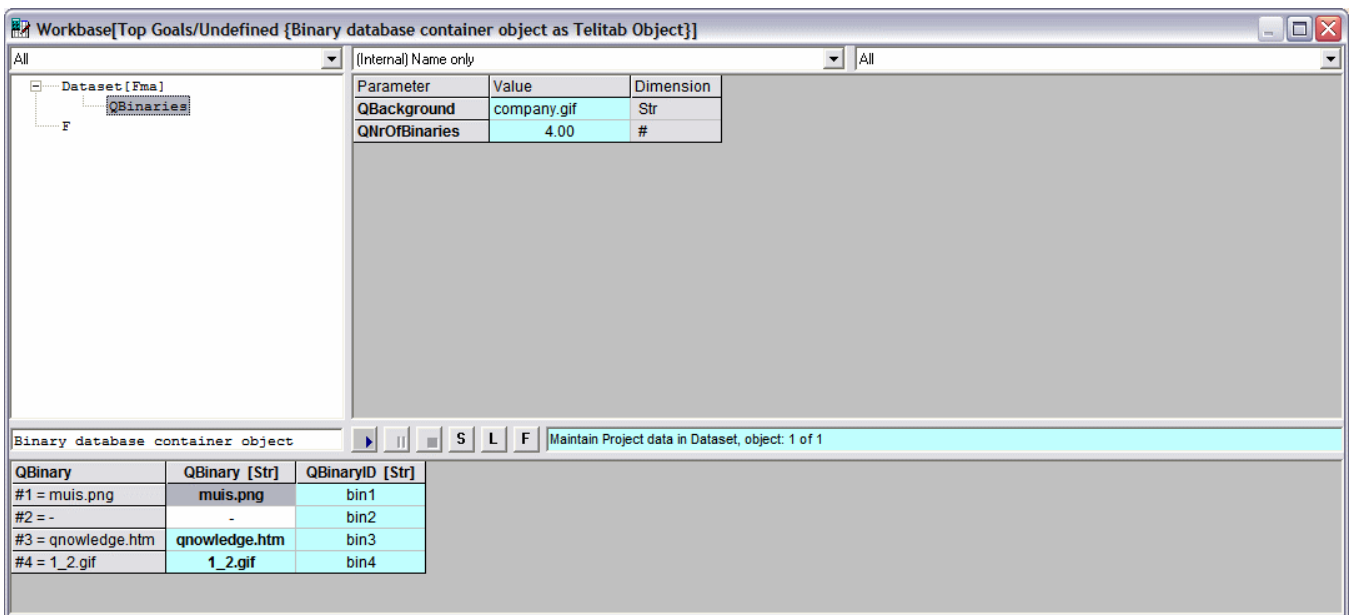 Workbase[Top Goals/Undefined {Binary database container object as Telitab Object}]
All (Internal) Name only All
Dataset[Fma]
QBinaries
F
Parameter Value Dimension
QBackground company.gif Str
QNrOfBinaries 4.00 #
Binary database container object S L F Maintain Project data in Dataset, object: 1 of 1
QBinary QBinary [Str] QBinaryID [Str]
#1 = muis.png muis.png bin1
#2 = - - bin2
#3 = qnowledge.htm qnowledge.htm bin3
#4 = 1_2.gif 1_2.gif bin4